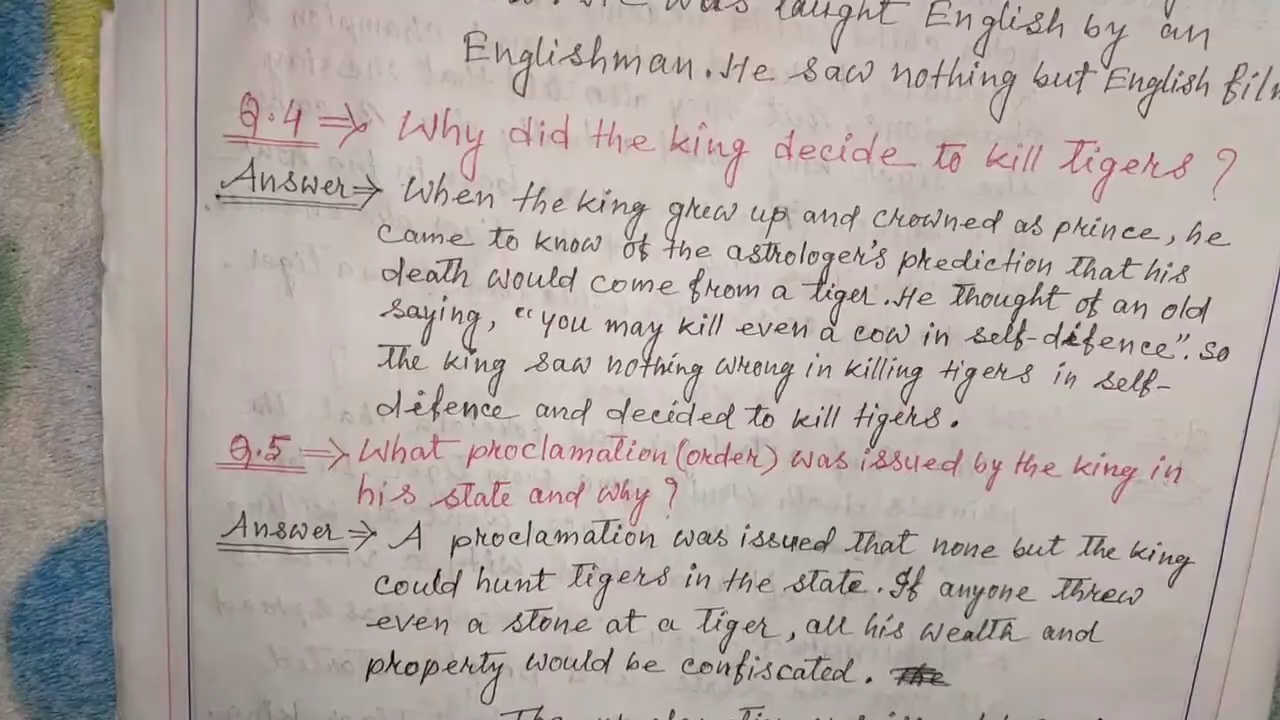 was taught English by an
Englishman. He saw nothing but English
Q.4 ⇒ Why did the king decide to kill tigers ?
Answer ⇒ When the king grew up and crowned as prince, he
came to know of the astrologer's prediction that his
death would come from a tiger. He thought of an old
saying, "you may kill even a cow in self-defence". so
the king saw nothing wrong in killing tigers in self-
defence and decided to kill tigers.
Q.5 ⇒ What proclamation (order) was issued by the king in
his state and why ?
Answer ⇒ A proclamation was issued that none but the king
could hunt tigers in the state. If anyone threw
even a stone at a tiger, all his wealth and
property would be confiscated.